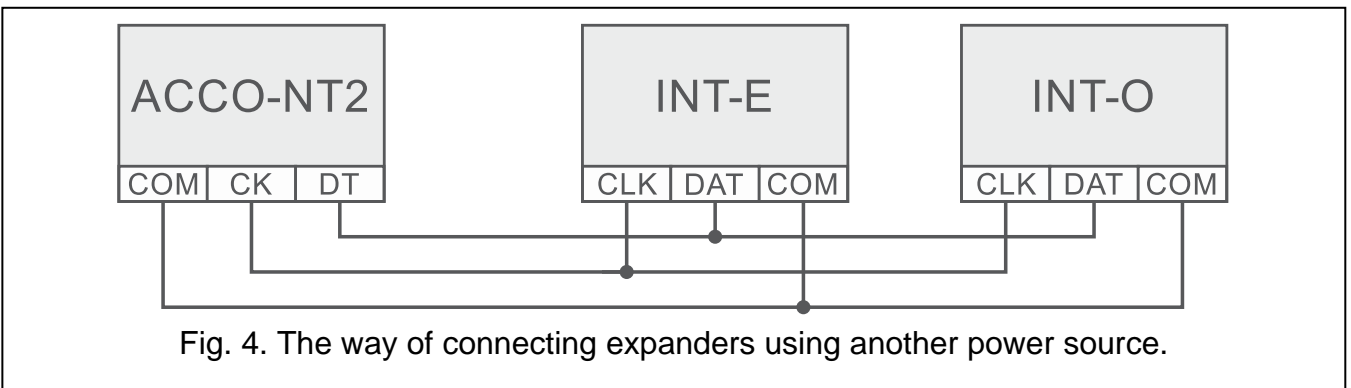 ACCO-NT2 INT-E INT-O
COM CK DT CLK DAT COM CLK DAT COM
Fig. 4. The way of connecting expanders using another power source.